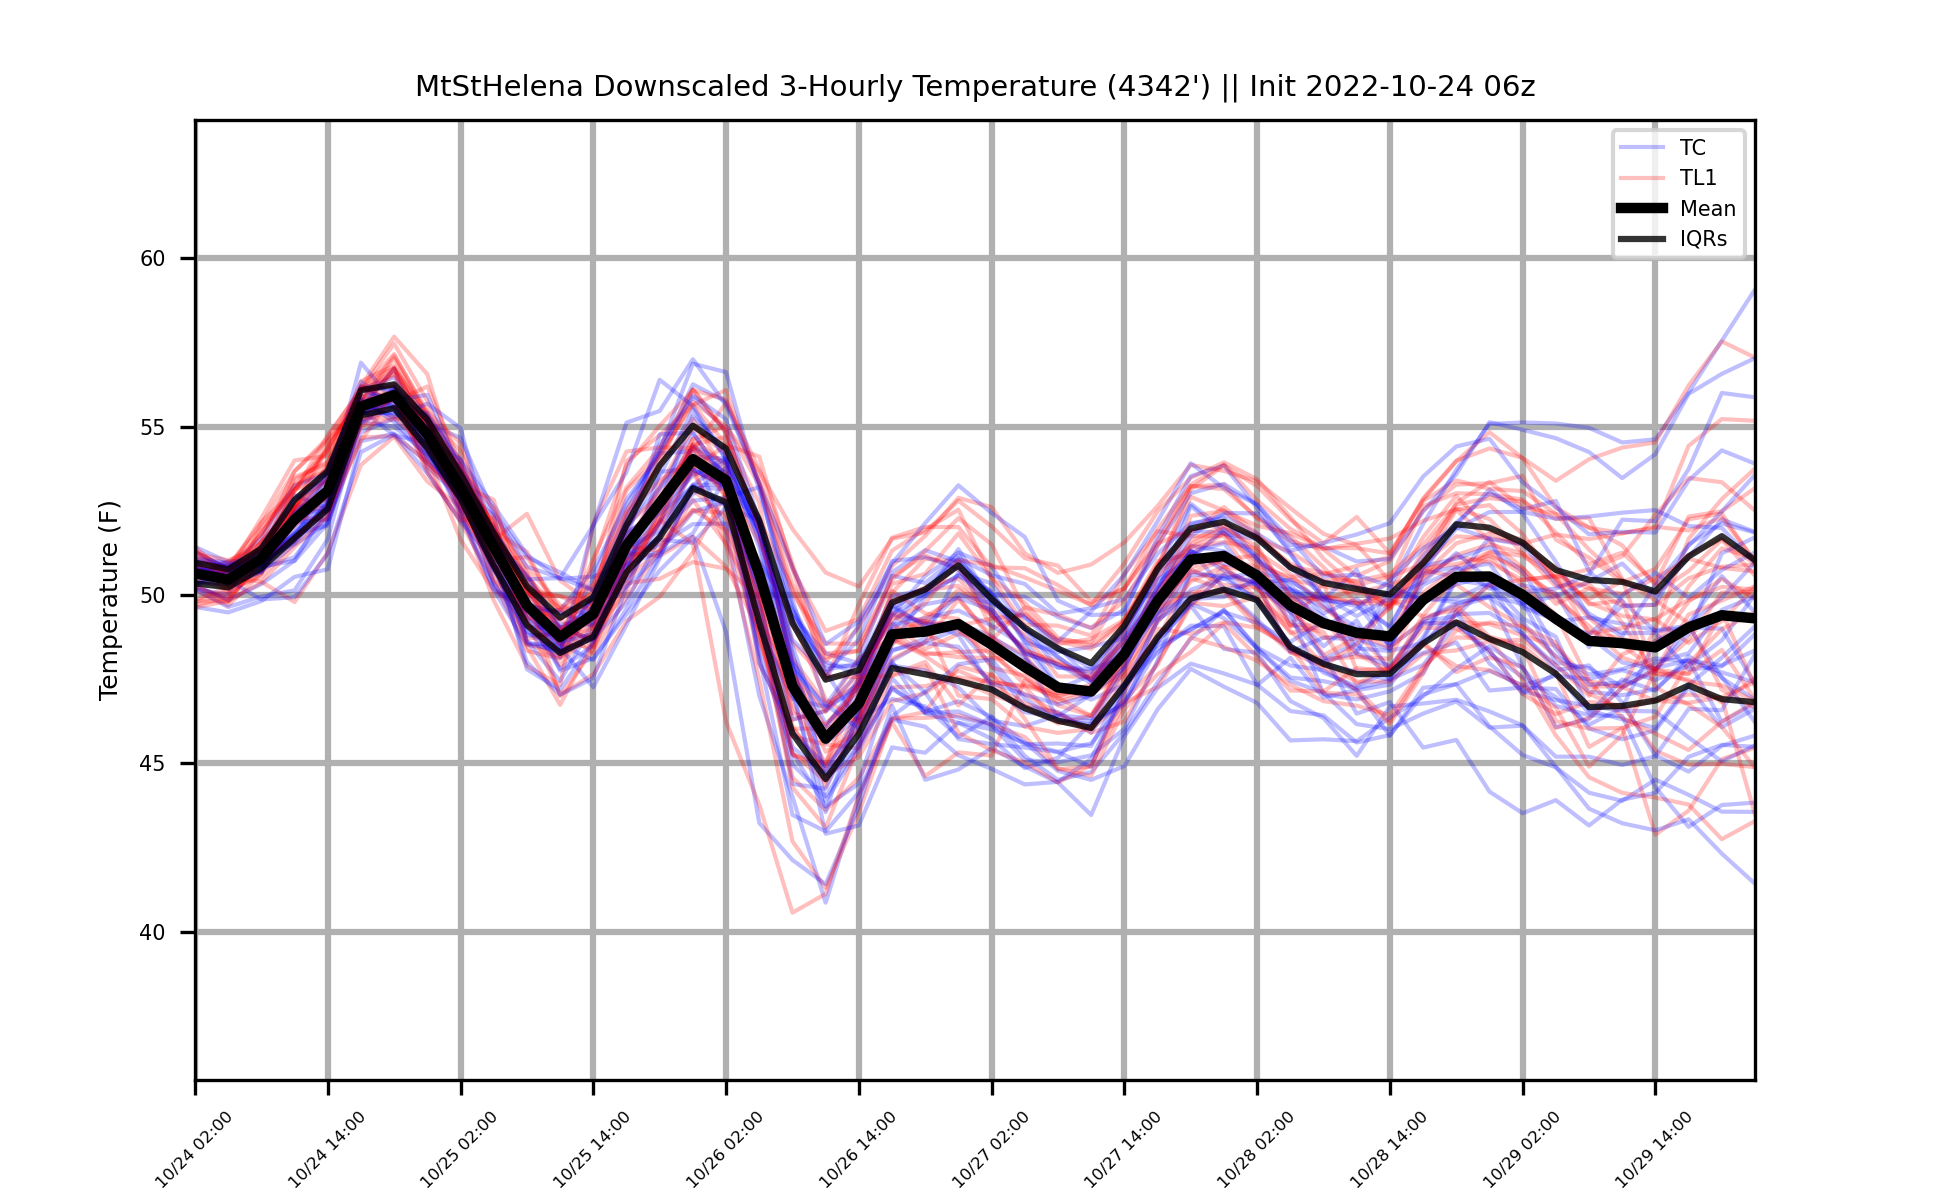 MtStHelena Downscaled 3-Hourly Temperature (4342') || Init 2022-10-24 06z
TC
TL1
Mean
IQRs
Temperature (F)
60
55
50
45
40
10/24 02:00
10/24 14:00
10/25 02:00
10/25 14:00
10/26 02:00
10/26 14:00
10/27 02:00
10/27 14:00
10/28 02:00
10/28 14:00
10/29 02:00
10/29 14:00